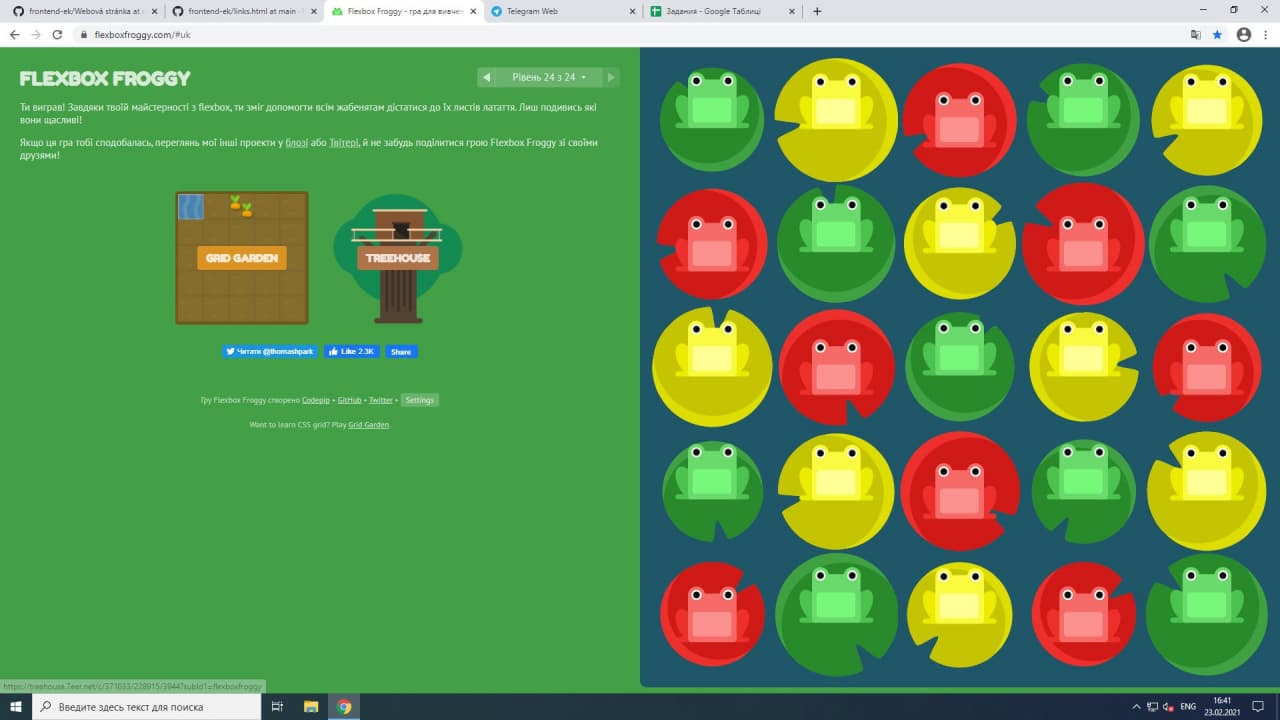 frontend-ek/Webová stránka at
frontend-ek/links.html at main ·
Flexbox Froggy - гра для вивчен
Telegram Web
Задания - Google Таблиці
flexboxfroggy.com/#uk
FLEXBOX FROGGY
Рівень 24 з 24
Ти виграв! Завдяки твоїй майстерності з flexbox, ти зміг допомогти всім жабенятам дістатися до їх листів латаття. Лиш подивись які
вони щасливі!
Якщо ця гра тобі сподобалась, переглянь мої інші проекти у блозі або Твітері, й не забудь поділитися грою Flexbox Froggy зі своїми
друзями!
GRID GARDEN
TREEHOUSE
Читати @thomashpark
Like 2.3K
Share
Гру Flexbox Froggy створено Codepip • GitHub • Twitter • Settings
Want to learn CSS grid? Play Grid Garden.
https://treehouse.7eer.net/c/371033/228915/3944?subId1=flexboxfroggy
Введите здесь текст для поиска
ENG
16:41
23.02.2021